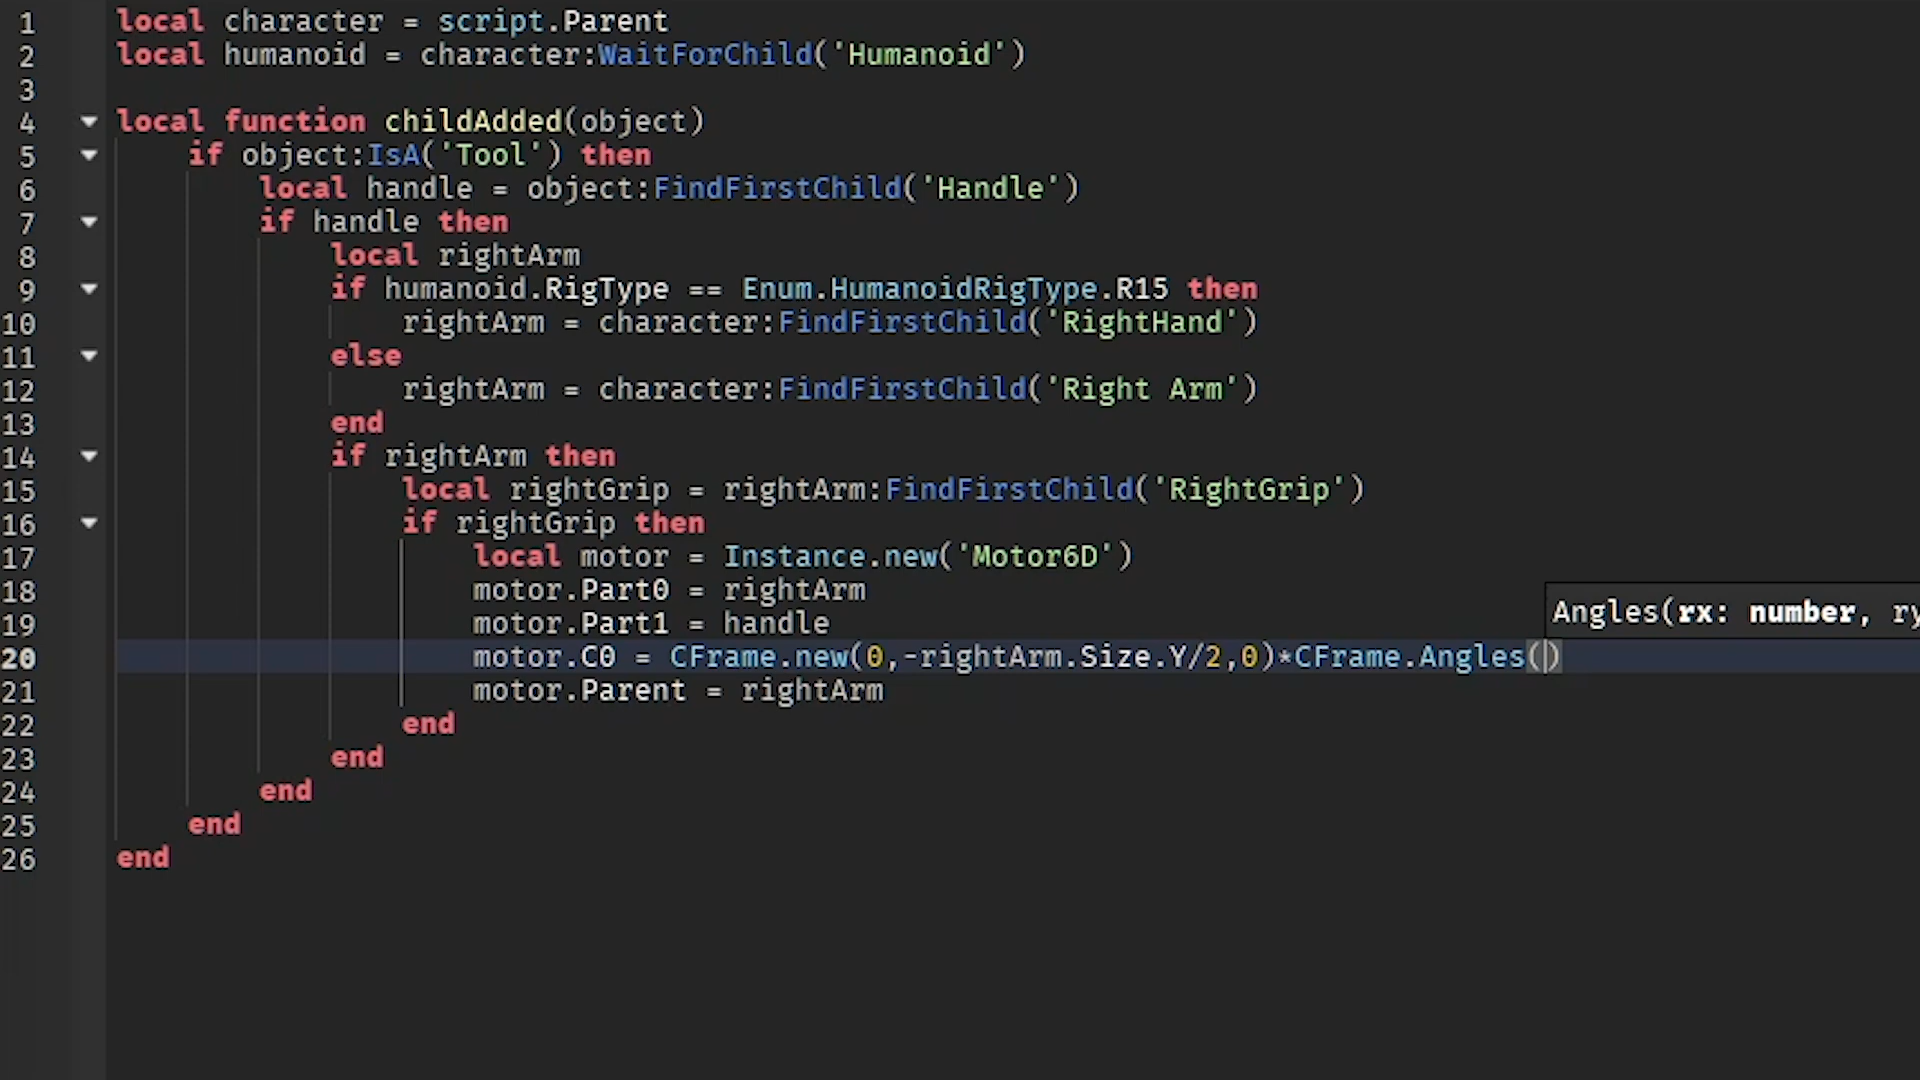 1 local character = script.Parent
2 local humanoid = character:WaitForChild('Humanoid')
3
4 local function childAdded(object)
5 if object:IsA('Tool') then
6 local handle = object:FindFirstChild('Handle')
7 if handle then
8 local rightArm
9 if humanoid.RigType == Enum.HumanoidRigType.R15 then
10 rightArm = character:FindFirstChild('RightHand')
11 else
12 rightArm = character:FindFirstChild('Right Arm')
13 end
14 if rightArm then
15 local rightGrip = rightArm:FindFirstChild('RightGrip')
16 if rightGrip then
17 local motor = Instance.new('Motor6D')
18 motor.Part0 = rightArm
Angles(rx: number, ry
19 motor.Part1 = handle
20 motor.C0 = CFrame.new(0,-rightArm.Size.Y/2,0)*CFrame.Angles()
21 motor.Parent = rightArm
22 end
23 end
24 end
25 end
26 end